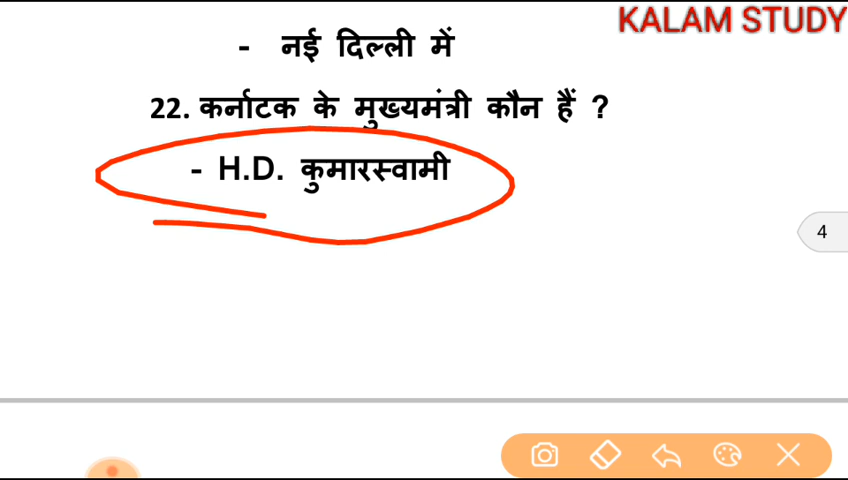 KALAM STUDY
- नई दिल्ली में
22. कर्नाटक के मुख्यमंत्री कौन हैं ?
- H.D. कुमारस्वामी
4